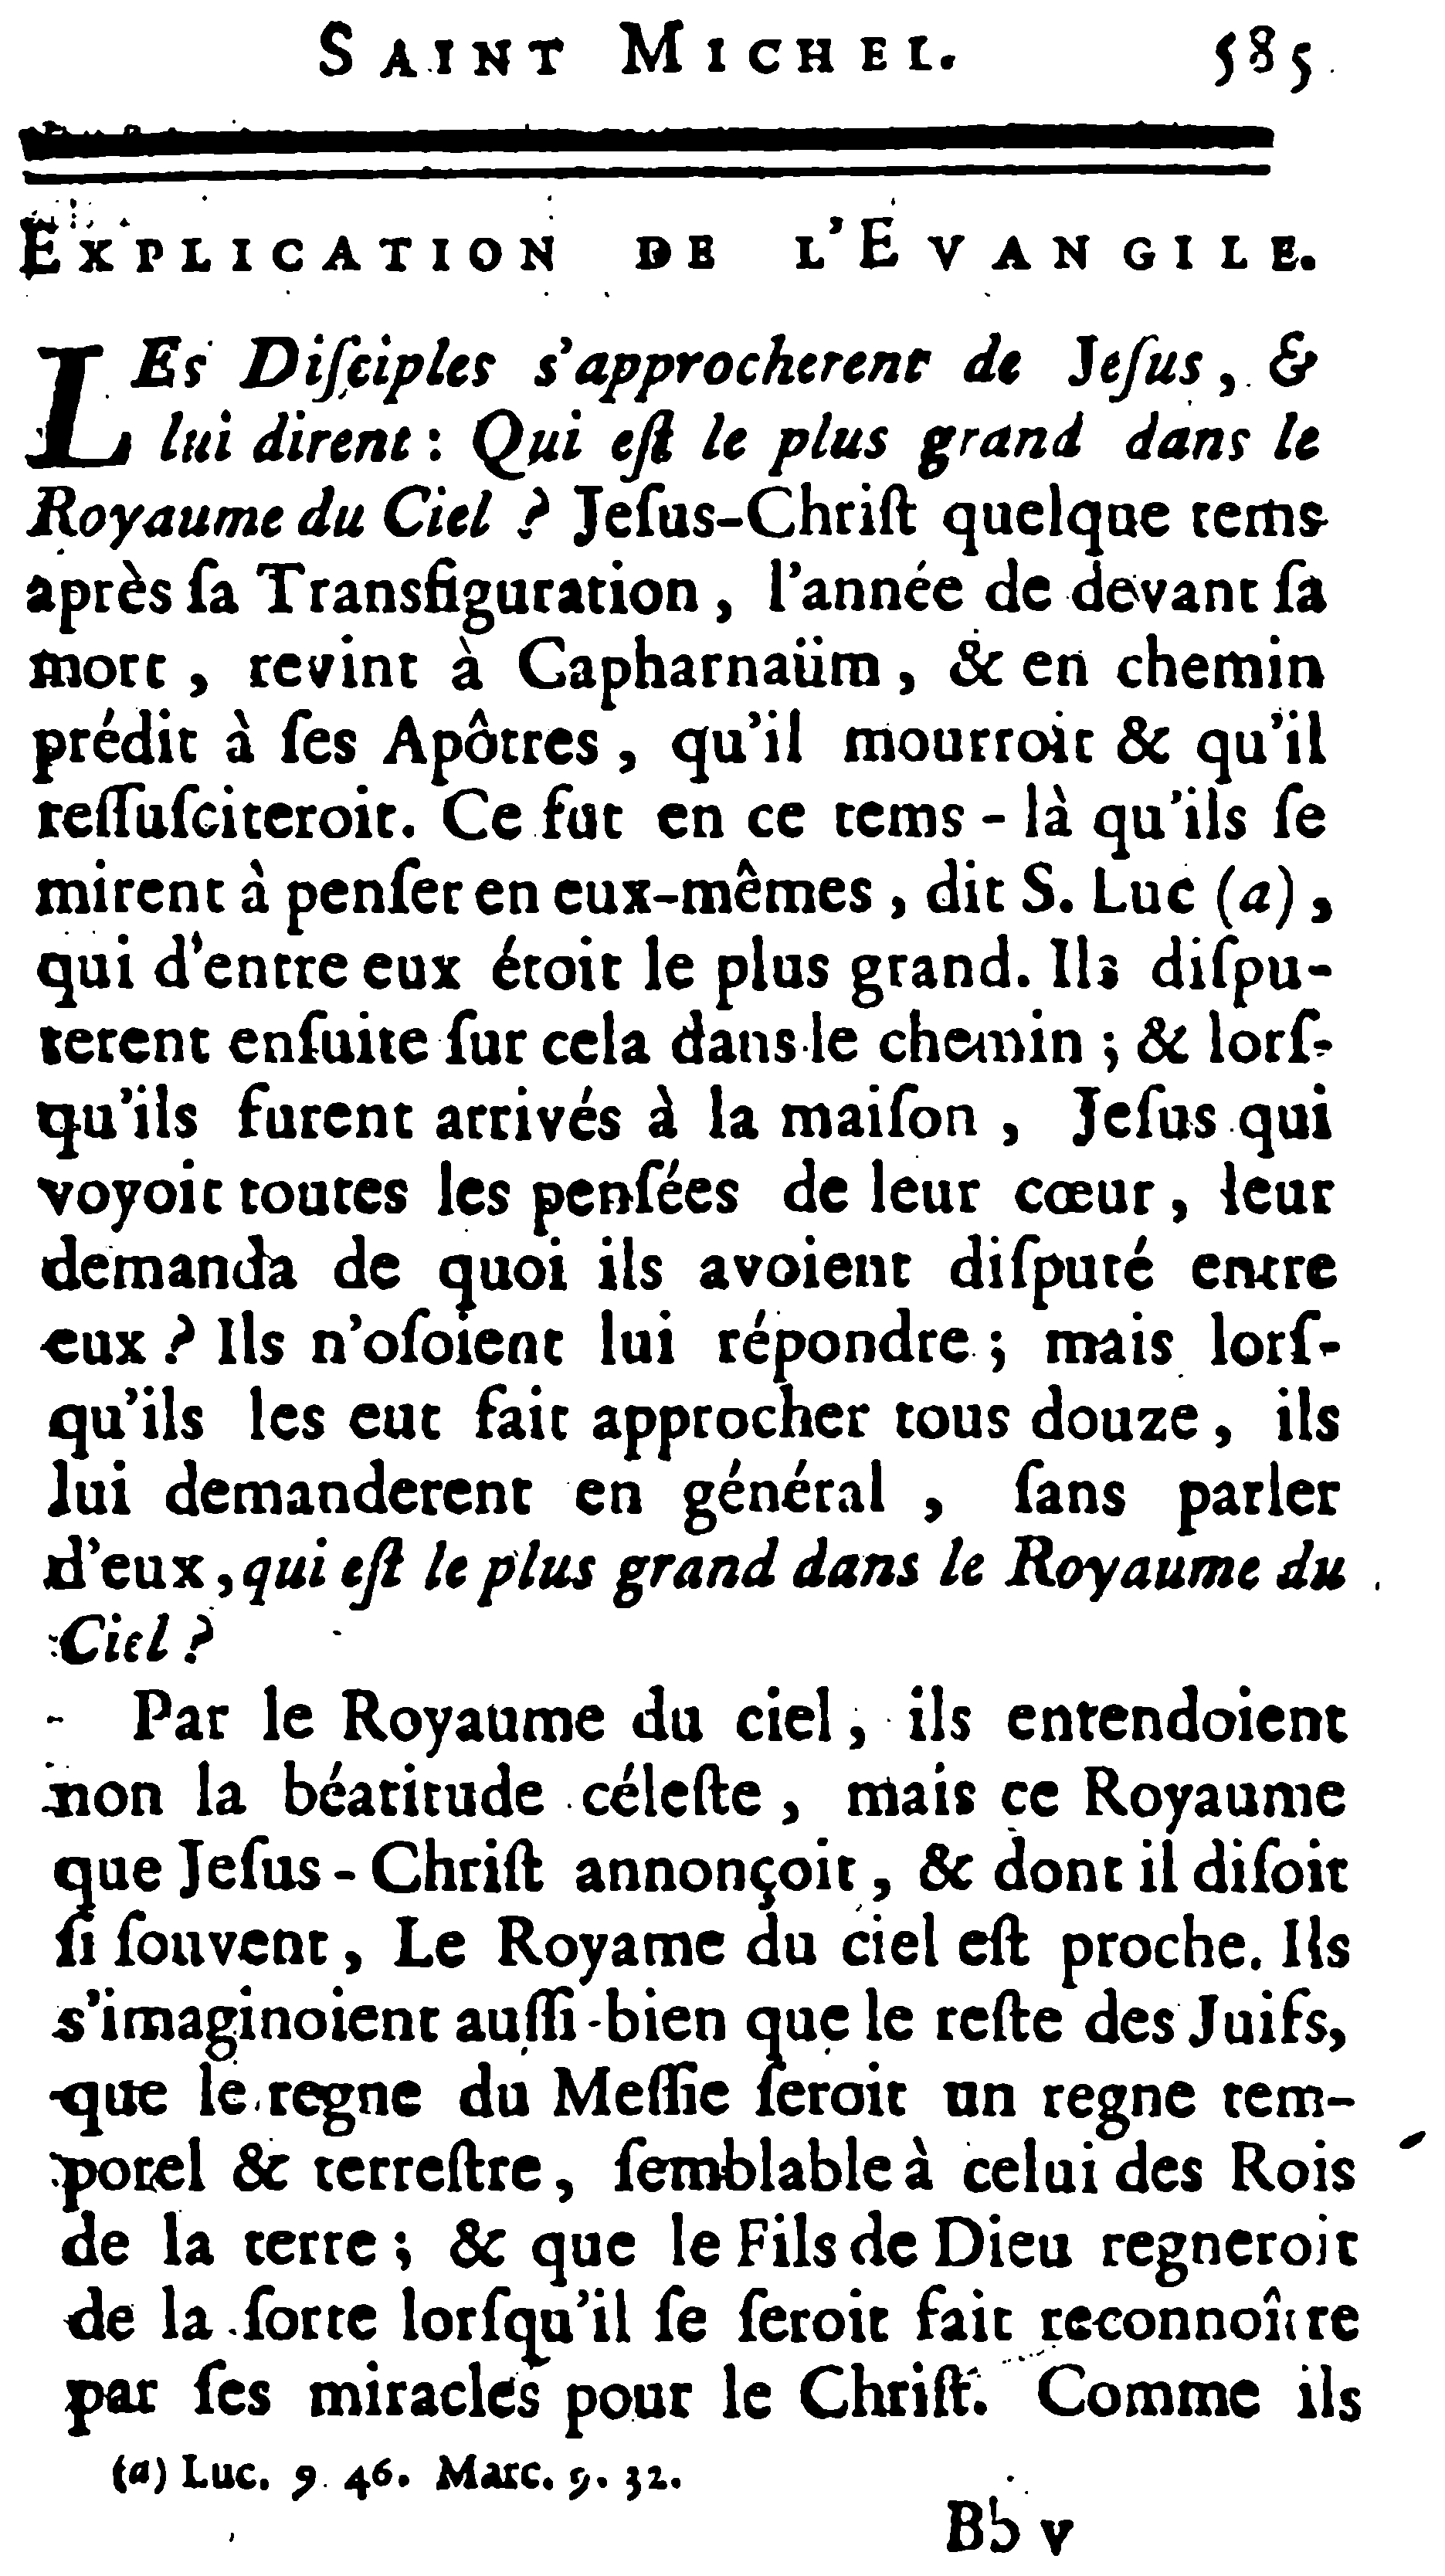 SAINT MICHEL. 585
EXPLICATION DE L'EVANGILE.
LEs Diſciples s'approcherent de Jeſus, &
lui dirent : Qui eſt le plus grand dans le
Royaume du Ciel ? Jeſus-Chriſt quelque tems
après ſa Transfiguration, l'année de devant ſa
mort, revint à Capharnaüm, & en chemin
prédit à ſes Apôtres, qu'il mourroit & qu'il
reſſuſciteroit. Ce fut en ce tems - là qu'ils ſe
mirent à penſer en eux-mêmes, dit S. Luc (a),
qui d'entre eux étoit le plus grand. Ils diſpu-
terent enſuite ſur cela dans le chemin ; & lorſ-
qu'ils furent arrivés à la maiſon, Jeſus qui
voyoit toutes les penſées de leur cœur, leur
demanda de quoi ils avoient diſputé entre
eux ? Ils n'oſoient lui répondre ; mais lorſ-
qu'ils les eut fait approcher tous douze, ils
lui demanderent en général, ſans parler
d'eux, qui eſt le plus grand dans le Royaume du
Ciel ?
Par le Royaume du ciel, ils entendoient
non la béatitude céleſte, mais ce Royaume
que Jeſus - Chriſt annonçoit, & dont il diſoit
ſi ſouvent, Le Royame du ciel eſt proche. Ils
s'imaginoient auſſi-bien que le reſte des Juifs,
que le regne du Meſſie ſeroit un regne tem-
porel & terreſtre, ſemblable à celui des Rois
de la terre ; & que le Fils de Dieu regneroit
de la ſorte lorſqu'il ſe ſeroit fait reconnoître
par ſes miracles pour le Chriſt. Comme ils
(a) Luc. 9. 46. Marc. 9. 32.
Bb v